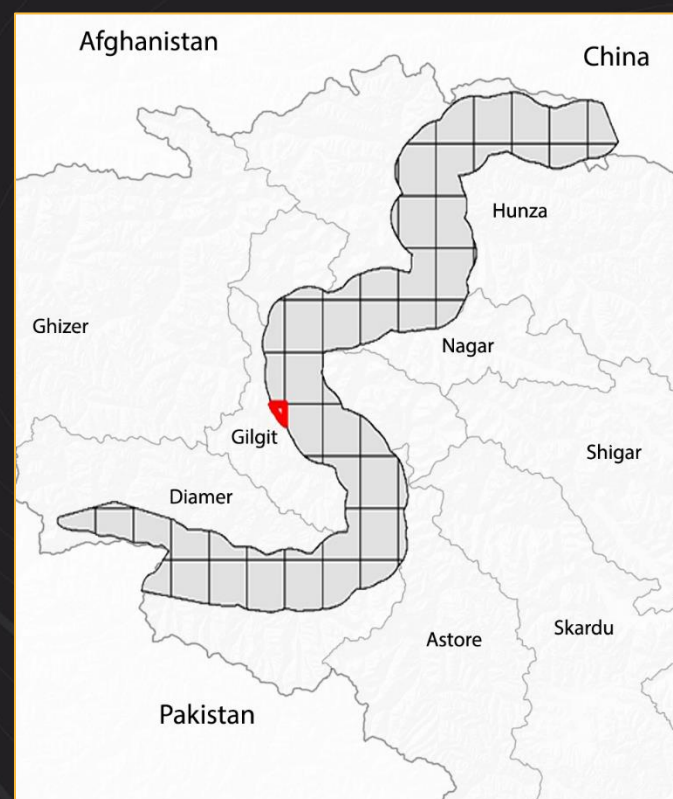 Afghanistan
China
Hunza
Ghizer
Nagar
Gilgit
Shigar
Diamer
Skardu
Astore
Pakistan